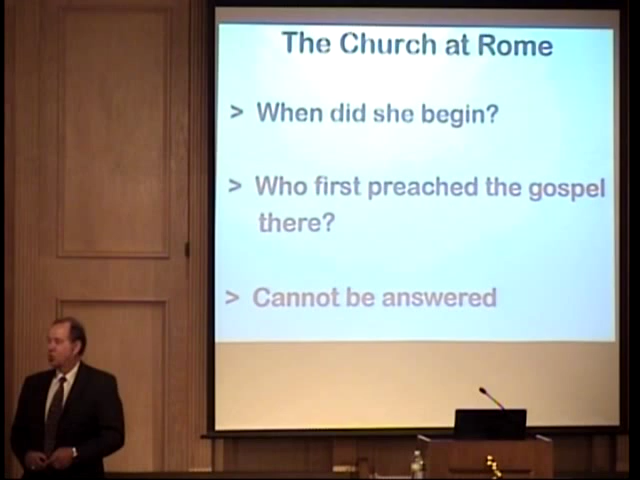 The Church at Rome
> When did she begin?
> Who first preached the gospel
there?
> Cannot be answered